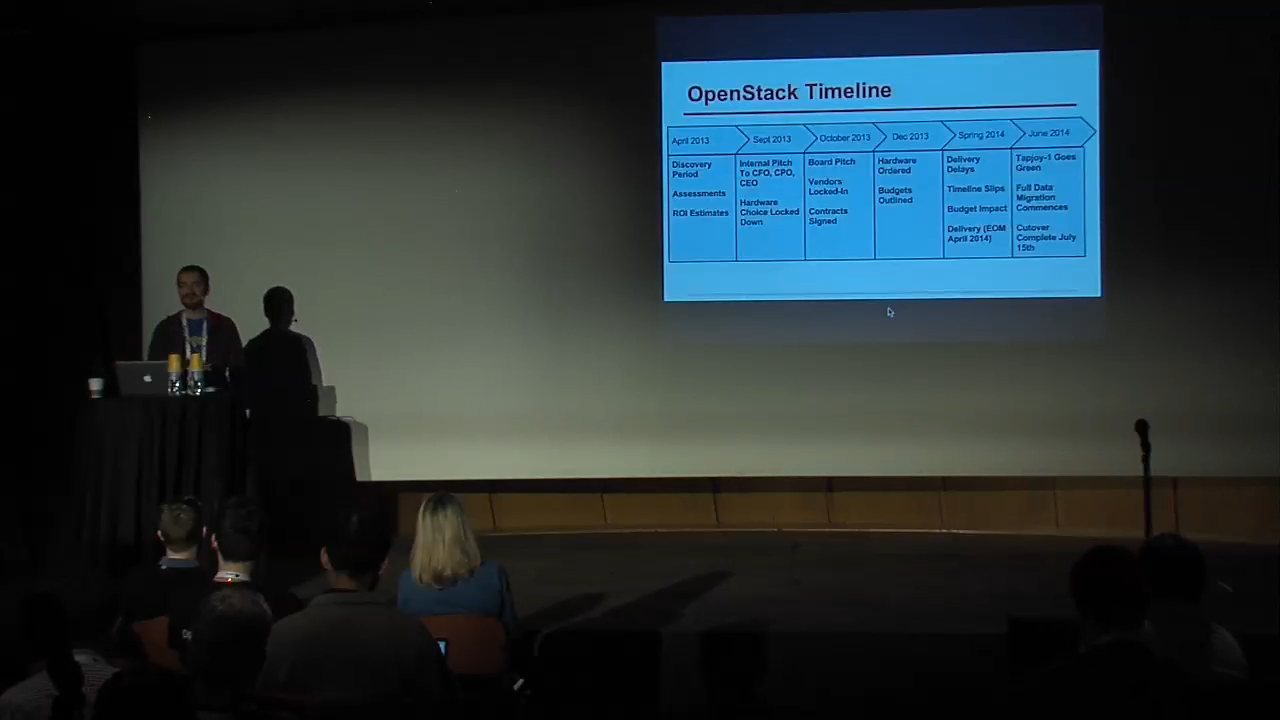 OpenStack Timeline
April 2013
Sept 2013
October 2013
Dec 2013
Spring 2014
June 2014
Discovery
Period
Assessments
ROI Estimates
Internal Pitch
To CFO, CPO,
CEO
Hardware
Choice Locked
Down
Board Pitch
Vendors
Locked-In
Contracts
Signed
Hardware
Ordered
Budgets
Outlined
Delivery
Delays
Timeline Slips
Budget Impact
Delivery (EOM
April 2014)
Tapjoy-1 Goes
Green
Full Data
Migration
Commences
Cutover
Complete July
15th